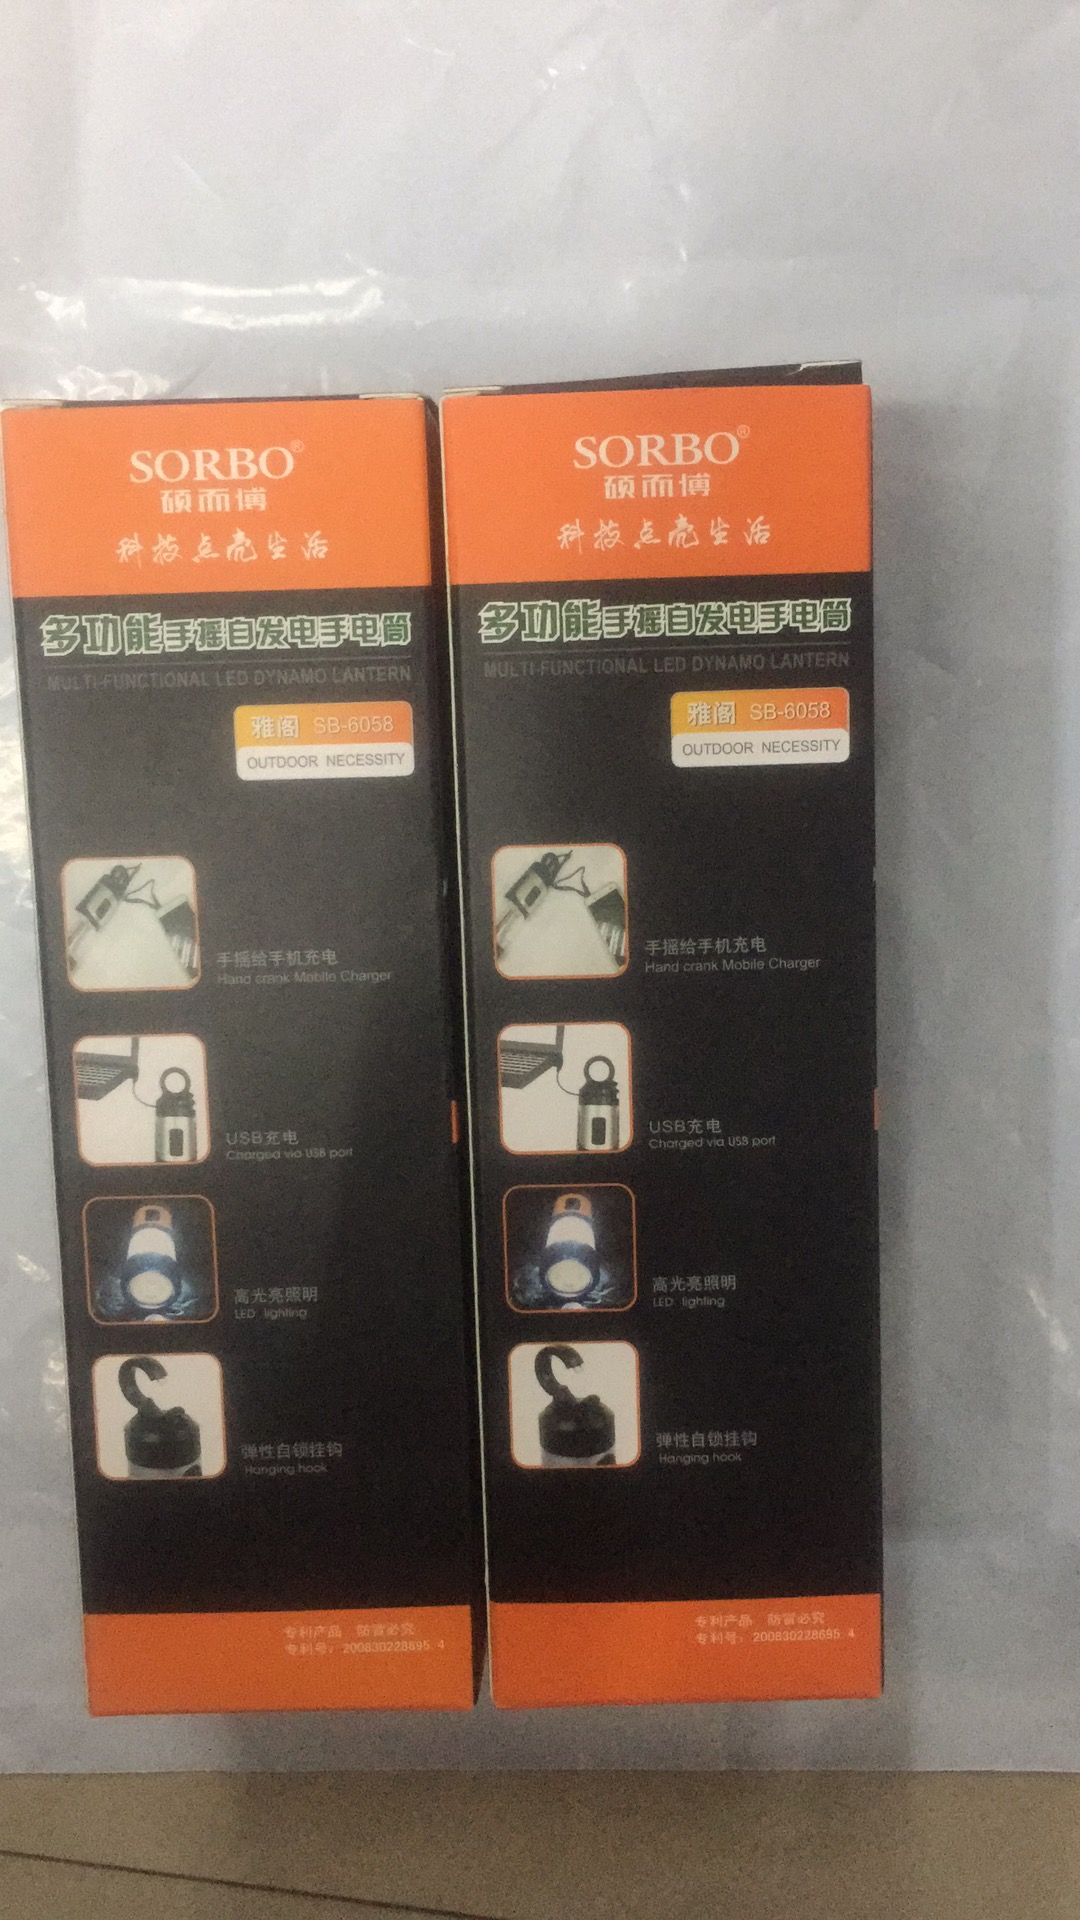 SORBO®
硕而博
科技点亮生活
多功能手摇自发电手电筒
MULTI-FUNCTIONAL LED DYNAMO LANTERN
雅阁 SB-6058
OUTDOOR NECESSITY
手摇给手机充电
Hand crank Mobile Charger
USB充电
Charged via USB port
高光亮照明
LED lighting
弹性自锁挂钩
Hanging hook
专利产品 防冒必究
专利号：200830228695.4
SORBO®
硕而博
科技点亮生活
多功能手摇自发电手电筒
MULTI-FUNCTIONAL LED DYNAMO LANTERN
雅阁 SB-6058
OUTDOOR NECESSITY
手摇给手机充电
Hand crank Mobile Charger
USB充电
Charged via USB port
高光亮照明
LED lighting
弹性自锁挂钩
Hanging hook
专利产品 防冒必究
专利号：200830228695.4